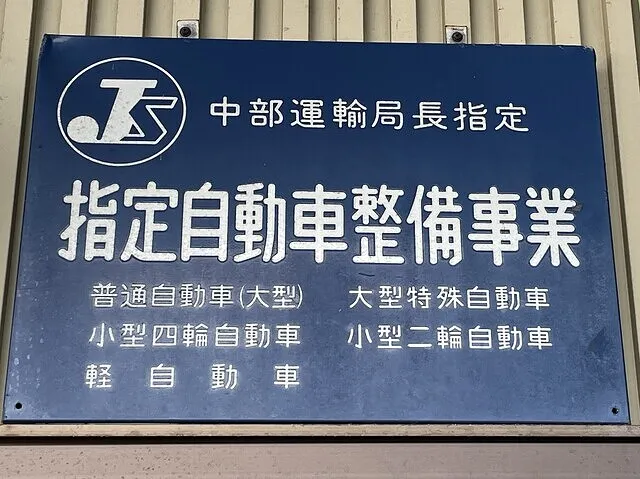 JS 中部運輸局長指定
指定自動車整備事業
普通自動車(大型) 大型特殊自動車
小型四輪自動車 小型二輪自動車
軽自動車